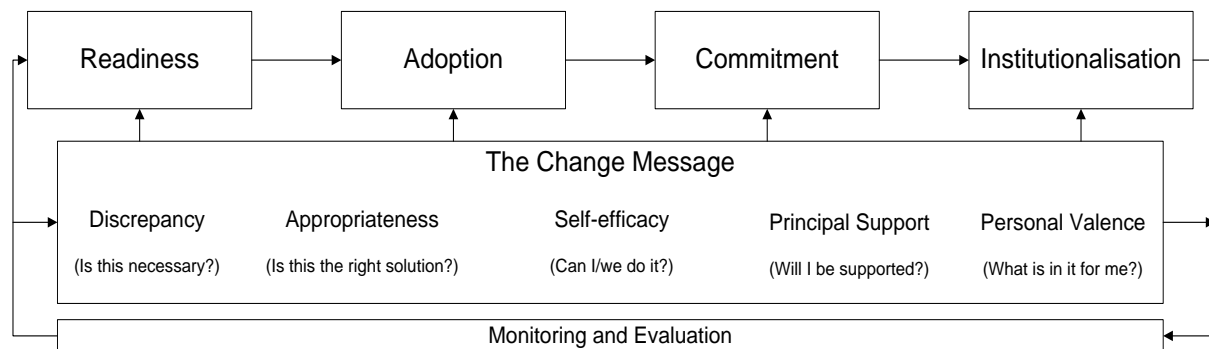 Readiness
Adoption
Commitment
Institutionalisation
The Change Message
Discrepancy
Appropriateness
Self-efficacy
Principal Support
Personal Valence
(Is this necessary?)
(Is this the right solution?)
(Can I/we do it?)
(Will I be supported?)
(What is in it for me?)
Monitoring and Evaluation